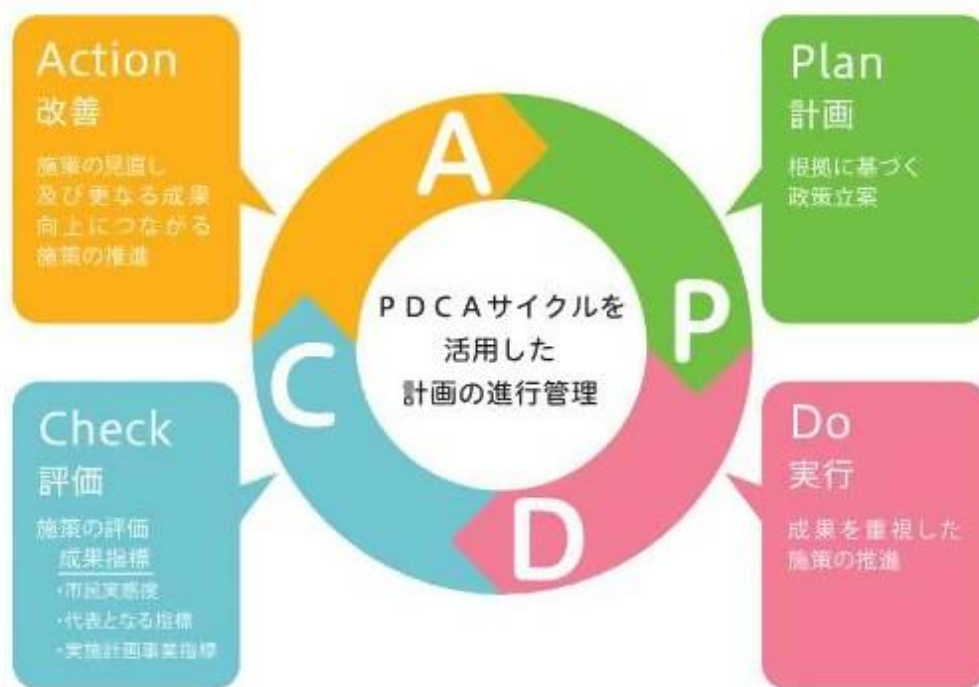 Action
改善
施策の見直し
及び更なる成果
向上につながる
施策の推進
Plan
計画
根拠に基づく
政策立案
A
P
C
D
PDCAサイクルを
活用した
計画の進行管理
Check
評価
施策の評価
成果指標
・市民実感度
・代表となる指標
・実施計画事業指標
Do
実行
成果を重視した
施策の推進